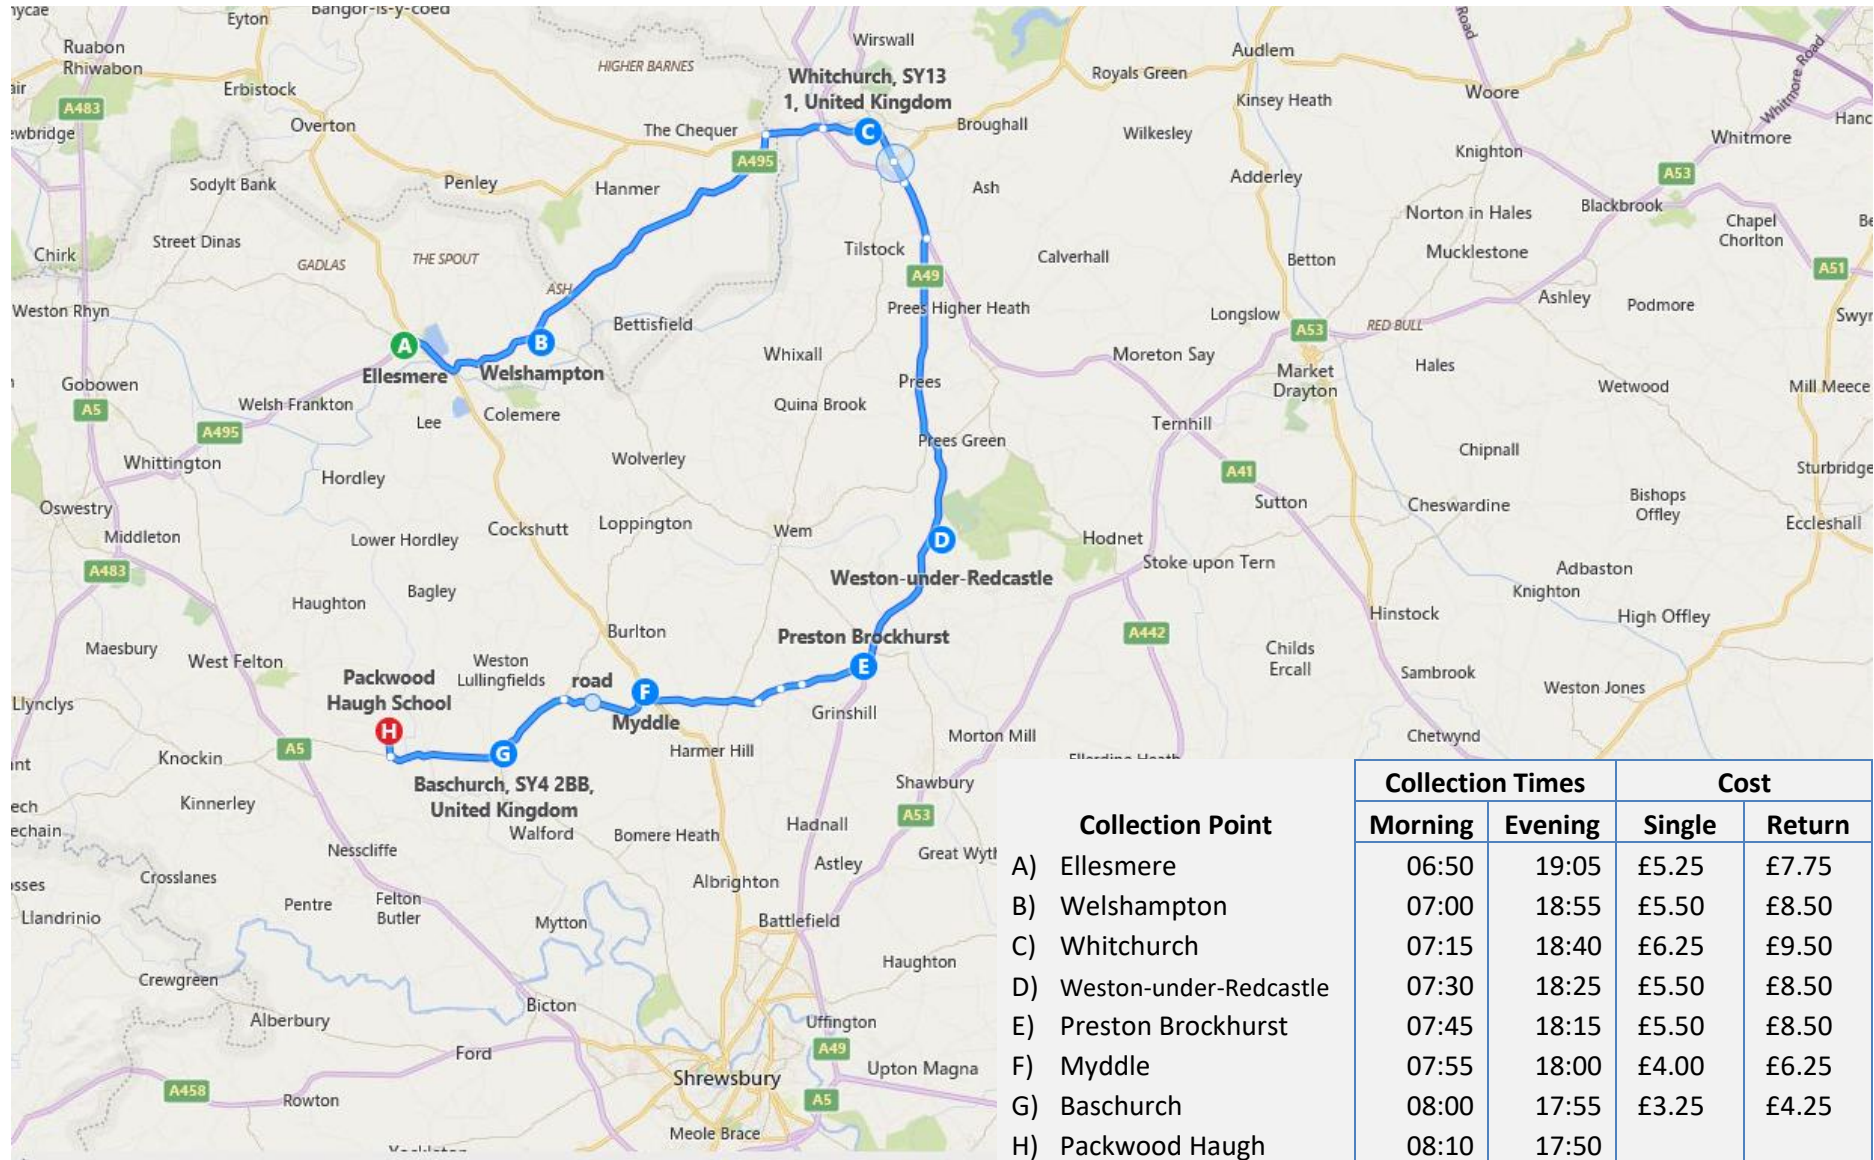 Bangor-is-y-coed
Eyton
Wirswall
Ruabon
Rhiwabon
HIGHER BARNES
Audlem
Road
Whitmore Road
Whitchurch, SY13
1, United Kingdom
Royals Green
Erbistock
Kinsey Heath
Woore
A483
Overton
The Chequer
C
Broughall
Wilkesley
Whitmore
A495
Knighton
Sodylt Bank
Penley
Hanmer
Ash
Adderley
A53
Norton in Hales
Blackbrook
Chapel
Chorlton
Street Dinas
Chirk
GADLAS
THE SPOUT
Tilstock
Calverhall
Betton
Mucklestone
A49
A51
ASH
Weston Rhyn
Prees Higher Heath
Ashley
Podmore
Bettisfield
Longslow
A53
RED BULL
A
B
Whixall
Moreton Say
Ellesmere
Welshampton
Market
Drayton
Hales
Gobowen
Prees
Wetwood
Mill Meece
A5
Welsh Frankton
Lee
Colemere
Quina Brook
Ternhill
A495
Prees Green
Chipnall
Whittington
Wolverley
A41
Hordley
Sutton
Cheswardine
Bishops
Offley
Oswestry
Middleton
Lower Hordley
Cockshutt
Loppington
Wem
D
Hodnet
Eccleshall
Stoke upon Tern
A483
Weston-under-Redcastle
Adbaston
Knighton
Haughton
Bagley
Hinstock
High Offley
Burlton
Preston Brockhurst
A442
Maesbury
West Felton
Childs
Ercall
E
Packwood
Haugh School
Weston
Lullingfields
road
F
Sambrook
Weston Jones
Llynclys
Myddle
Grinshill
H
G
Harmer Hill
Morton Mill
Chetwynd
A5
Knockin
Baschurch, SY4 2BB,
United Kingdom
Shawbury
Kinnerley
Walford
Bomere Heath
Hadnall
A53
Nesscliffe
Astley
Crosslanes
Albrighton
Pentre
Felton
Butler
Llandrinio
Mytton
Battlefield
Haughton
Crewgreen
Bicton
Alberbury
Uffington
Ford
A49
Shrewsbury
Upton Magna
A458
Rowton
A5
Meole Brace
Collection Times Cost
Collection Point Morning Evening Single Return
A) Ellesmere 06:50 19:05 £5.25 £7.75
B) Welshampton 07:00 18:55 £5.50 £8.50
C) Whitchurch 07:15 18:40 £6.25 £9.50
D) Weston-under-Redcastle 07:30 18:25 £5.50 £8.50
E) Preston Brockhurst 07:45 18:15 £5.50 £8.50
F) Myddle 07:55 18:00 £4.00 £6.25
G) Baschurch 08:00 17:55 £3.25 £4.25
H) Packwood Haugh 08:10 17:50